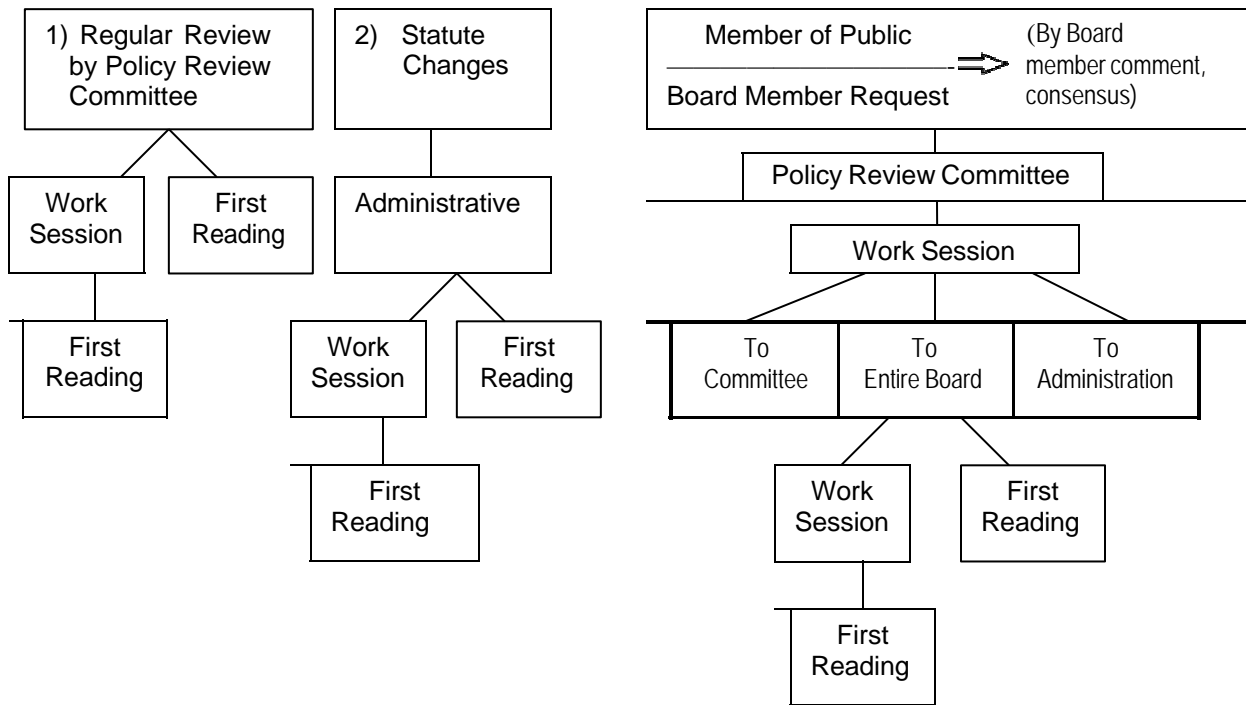 1) Regular Review
by Policy Review
Committee
Work
Session
First
Reading
First
Reading
2) Statute
Changes
Administrative
Work
Session
First
Reading
First
Reading
Member of Public
Board Member Request
(By Board
member comment,
consensus)
Policy Review Committee
Work Session
To
Committee
To
Entire Board
To
Administration
Work
Session
First
Reading
First
Reading